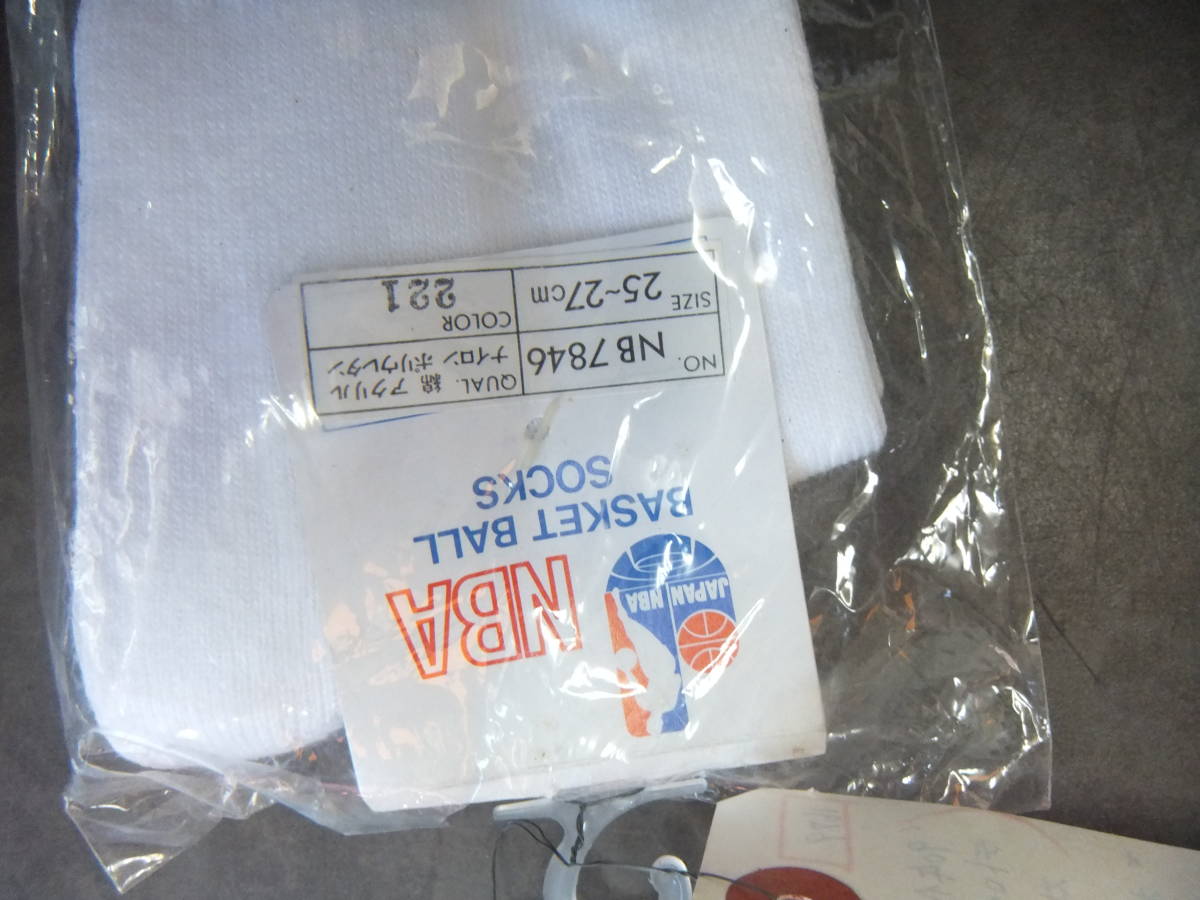 JAPAN NBA
NBA
BASKET BALL
SOCKS
NO. NB7846
QUAL. 綿 アクリル
ナイロン ポリウレタン
SIZE 25~27cm
COLOR 221